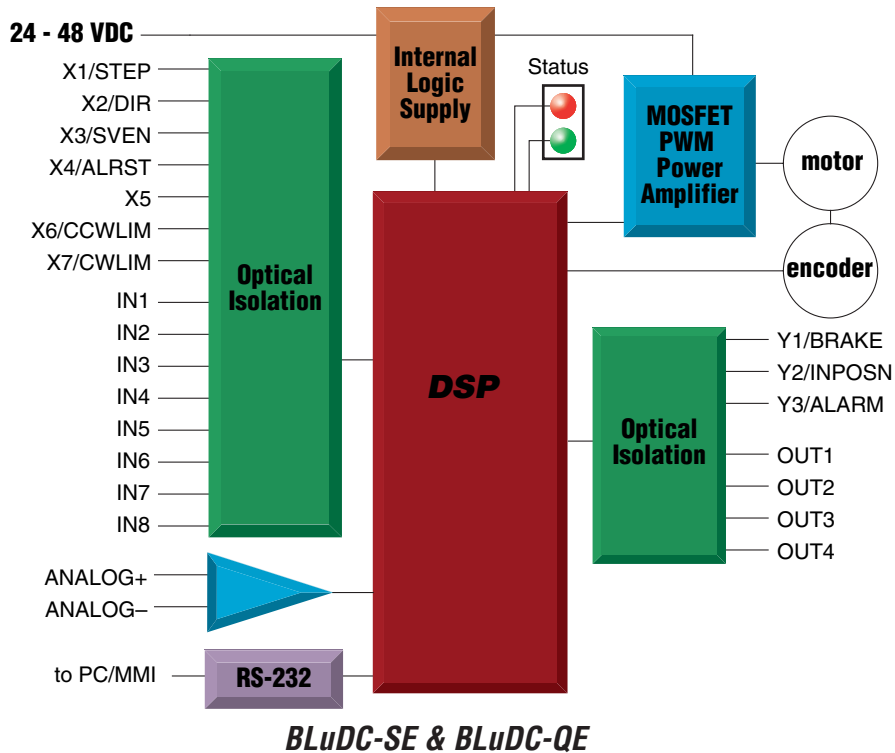 24 - 48 VDC
X1/STEP
X2/DIR
X3/SVEN
X4/ALRST
X5
X6/CCWLIM
X7/CWLIM
IN1
IN2
IN3
IN4
IN5
IN6
IN7
IN8
ANALOG+
ANALOG–
to PC/MMI
Optical
Isolation
RS-232
Internal
Logic
Supply
DSP
Status
MOSFET
PWM
Power
Amplifier
motor
encoder
Optical
Isolation
Y1/BRAKE
Y2/INPOSN
Y3/ALARM
OUT1
OUT2
OUT3
OUT4
BLuDC-SE & BLuDC-QE